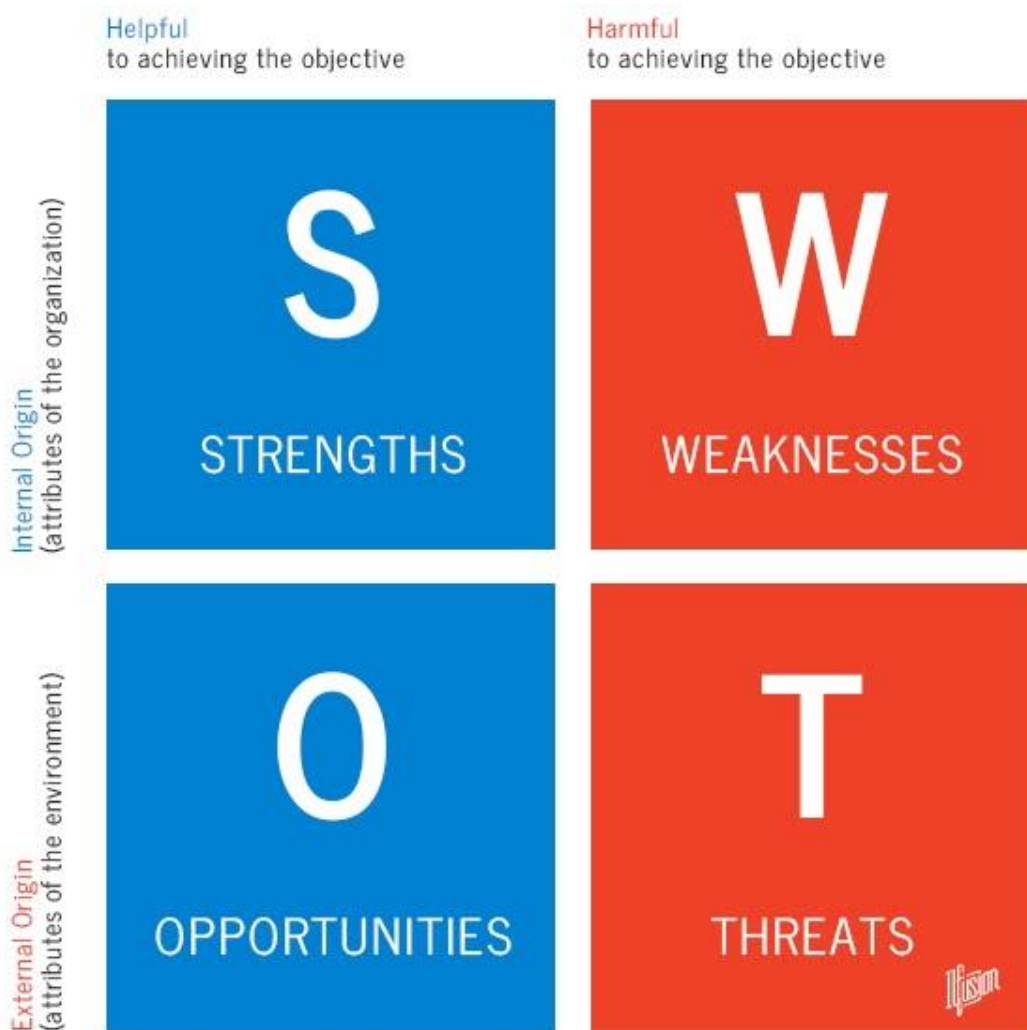 Helpful
to achieving the objective
Harmful
to achieving the objective
Internal Origin
(attributes of the organization)
S
STRENGTHS
W
WEAKNESSES
External Origin
(attributes of the environment)
O
OPPORTUNITIES
T
THREATS